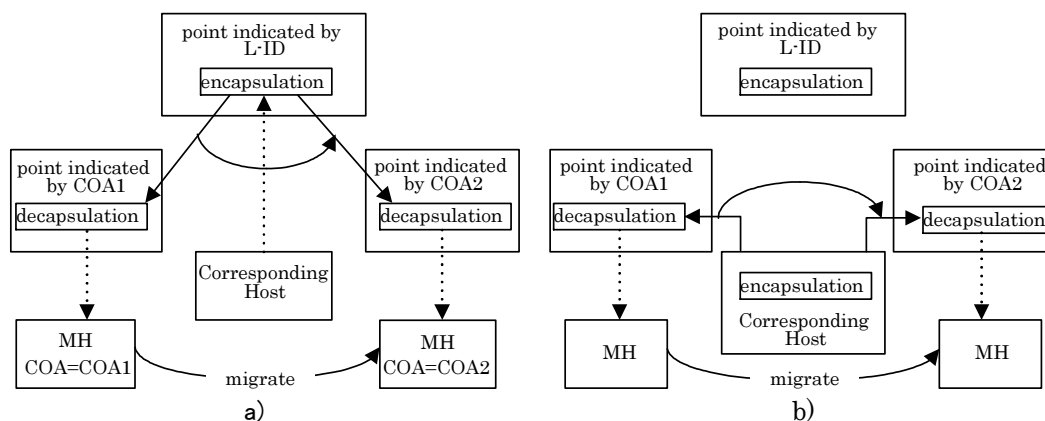 point indicated by
L-ID
encapsulation
point indicated
by COA1
decapsulation
point indicated
by COA2
decapsulation
Corresponding
Host
MH
COA=COA1
migrate
MH
COA=COA2
a)
point indicated by
L-ID
encapsulation
point indicated
by COA1
decapsulation
point indicated
by COA2
decapsulation
encapsulation
Corresponding
Host
MH
migrate
MH
b)